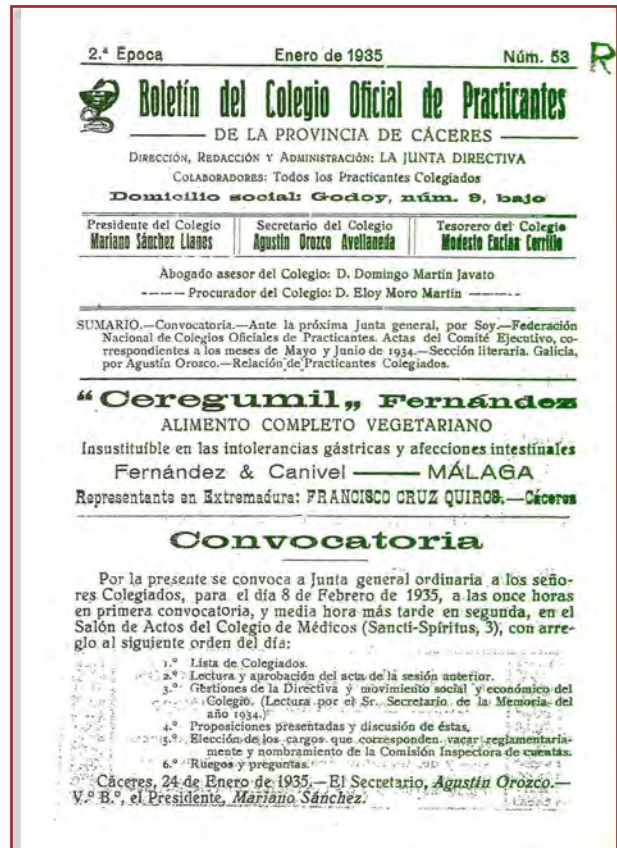 2.ª Epoca Enero de 1935 Núm. 53 R
Boletín del Colegio Oficial de Practicantes
DE LA PROVINCIA DE CÁCERES
DIRECCIÓN, REDACCIÓN Y ADMINISTRACIÓN: LA JUNTA DIRECTIVA
COLABORADORES: Todos los Practicantes Colegiados
Domicilio social: Godoy, núm. 9, bajo
Presidente del Colegio Secretario del Colegio Tesorero del Colegio
Mariano Sánchez Llanos Agustín Orozco Avellaneda Modesto Encina Cerrillo
Abogado asesor del Colegio: D. Domingo Martín Javato
Procurador del Colegio: D. Eloy Moro Martín
SUMARIO.—Convocatoria.—Ante la próxima Junta general, por Soy.—Federación
Nacional de Colegios Oficiales de Practicantes. Actas del Comité Ejecutivo, co-
rrespondientes a los meses de Mayo y Junio de 1934.—Sección literaria. Galicia,
por Agustín Orozco.—Relación de Practicantes Colegiados.
“Ceregumil„ Fernández
ALIMENTO COMPLETO VEGETARIANO
Insustituíble en las intolerancias gástricas y afecciones intestinales
Fernández & Canivel —— MÁLAGA
Representante en Extremadura: FRANCISCO CRUZ QUIROS.—Cáceres
Convocatoria
Por la presente se convoca a Junta general ordinaria a los seño-
res Colegiados, para el día 8 de Febrero de 1935, a las once horas
en primera convocatoria, y media hora más tarde en segunda, en el
Salón de Actos del Colegio de Médicos (Sancti-Spíritus, 3), con arre-
glo al siguiente orden del día:
1.º Lista de Colegiados.
2.º Lectura y aprobación del acta de la sesión anterior.
3.º Gestiones de la Directiva y movimiento social y económico del
Colegio. (Lectura por el Sr. Secretario de la Memoria del
año 1934.)
4.º Proposiciones presentadas y discusión de éstas.
5.º Elección de los cargos que corresponden vacar reglamentaria-
mente y nombramiento de la Comisión Inspectora de cuentas.
6.º Ruegos y preguntas.
Cáceres, 24 de Enero de 1935.—El Secretario, Agustín Orozco.—
V.º B.º, el Presidente, Mariano Sánchez.